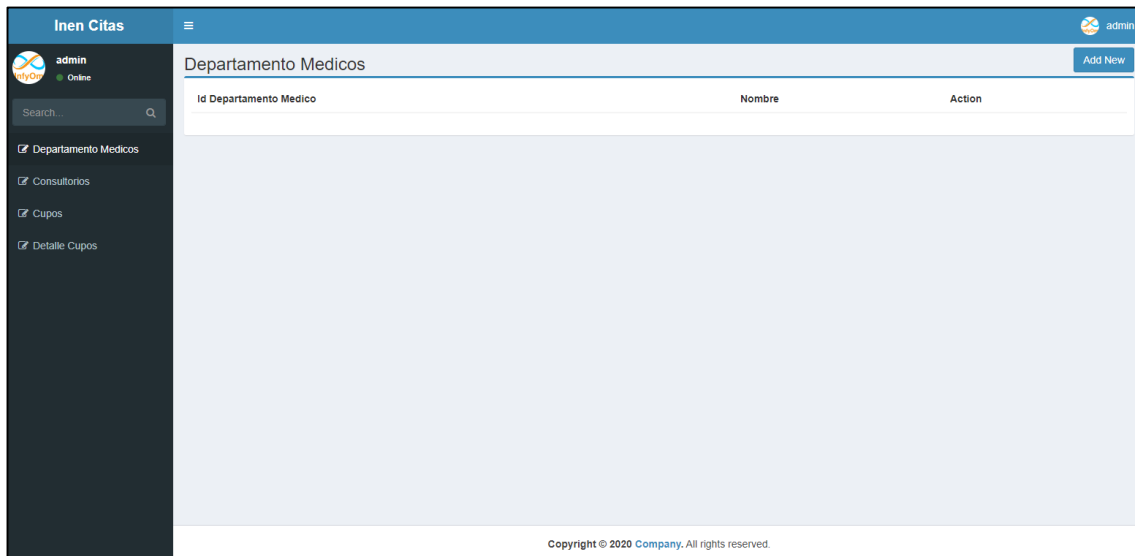 Inen Citas
admin
InfyOm
admin
Online
Departamento Medicos
Add New
Search...
Id Departamento Medico Nombre Action
Departamento Medicos
Consultorios
Cupos
Detalle Cupos
Copyright © 2020 Company. All rights reserved.